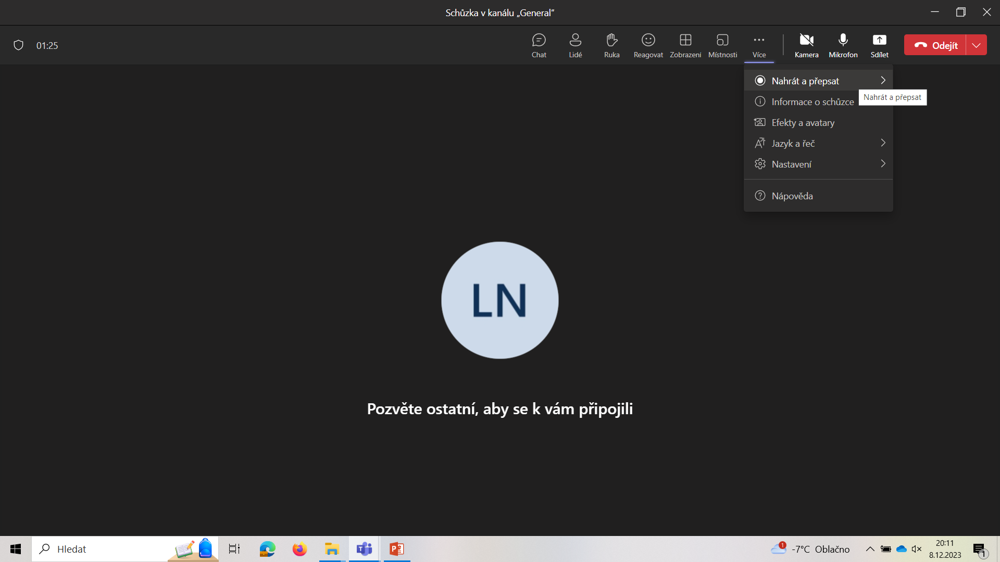 Schůzka v kanálu „General“
01:25
Chat
Lidé
Ruka
Reagovat
Zobrazení
Místnosti
Více
Kamera
Mikrofon
Sdílet
Odejít
Nahrát a přepsat
Nahrát a přepsat
Informace o schůzce
Efekty a avatary
Jazyk a řeč
Nastavení
Nápověda
LN
Pozvěte ostatní, aby se k vám připojili
Hledat
1
-7°C Oblačno
20:11
8.12.2023
1